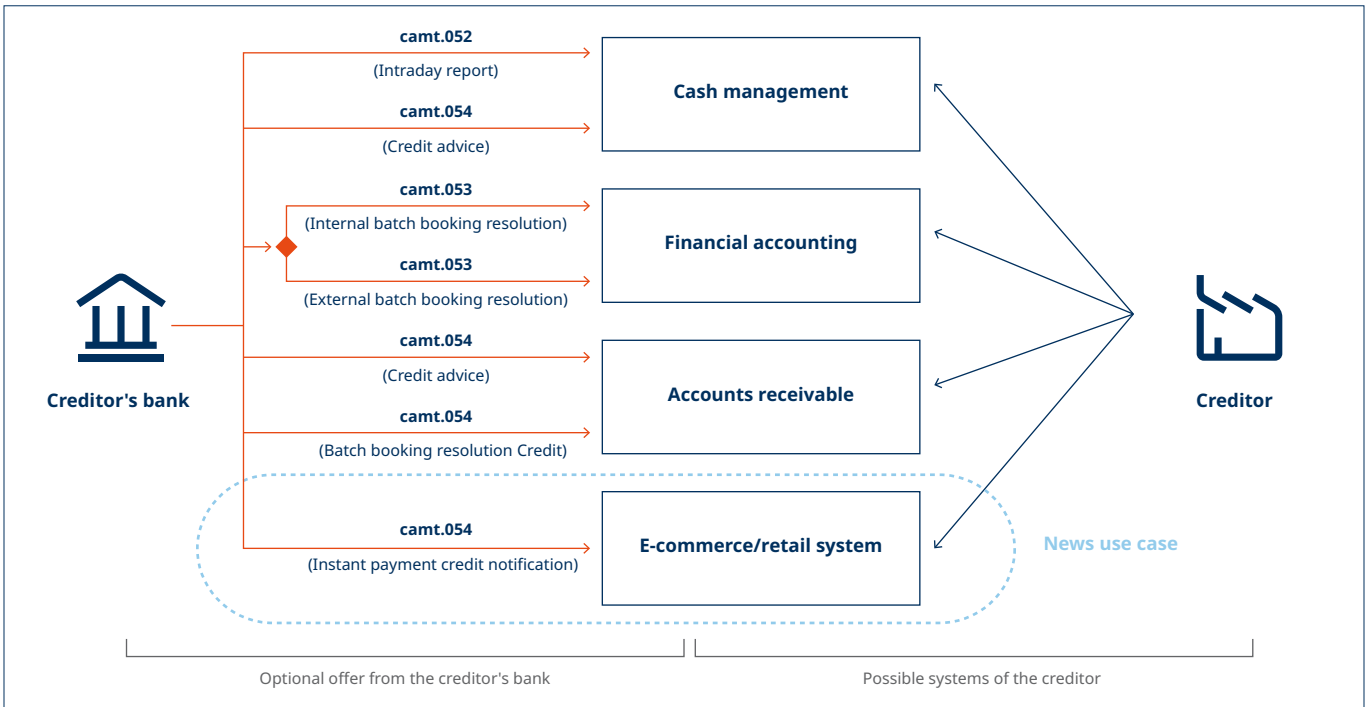 camt.052
(Intraday report)
Cash management
camt.054
(Credit advice)
camt.053
(Internal batch booking resolution)
Financial accounting
camt.053
(External batch booking resolution)
camt.054
(Credit advice)
Accounts receivable
camt.054
(Batch booking resolution Credit)
Creditor's bank
Creditor
camt.054
(Instant payment credit notification)
E-commerce/retail system
News use case
Optional offer from the creditor's bank
Possible systems of the creditor